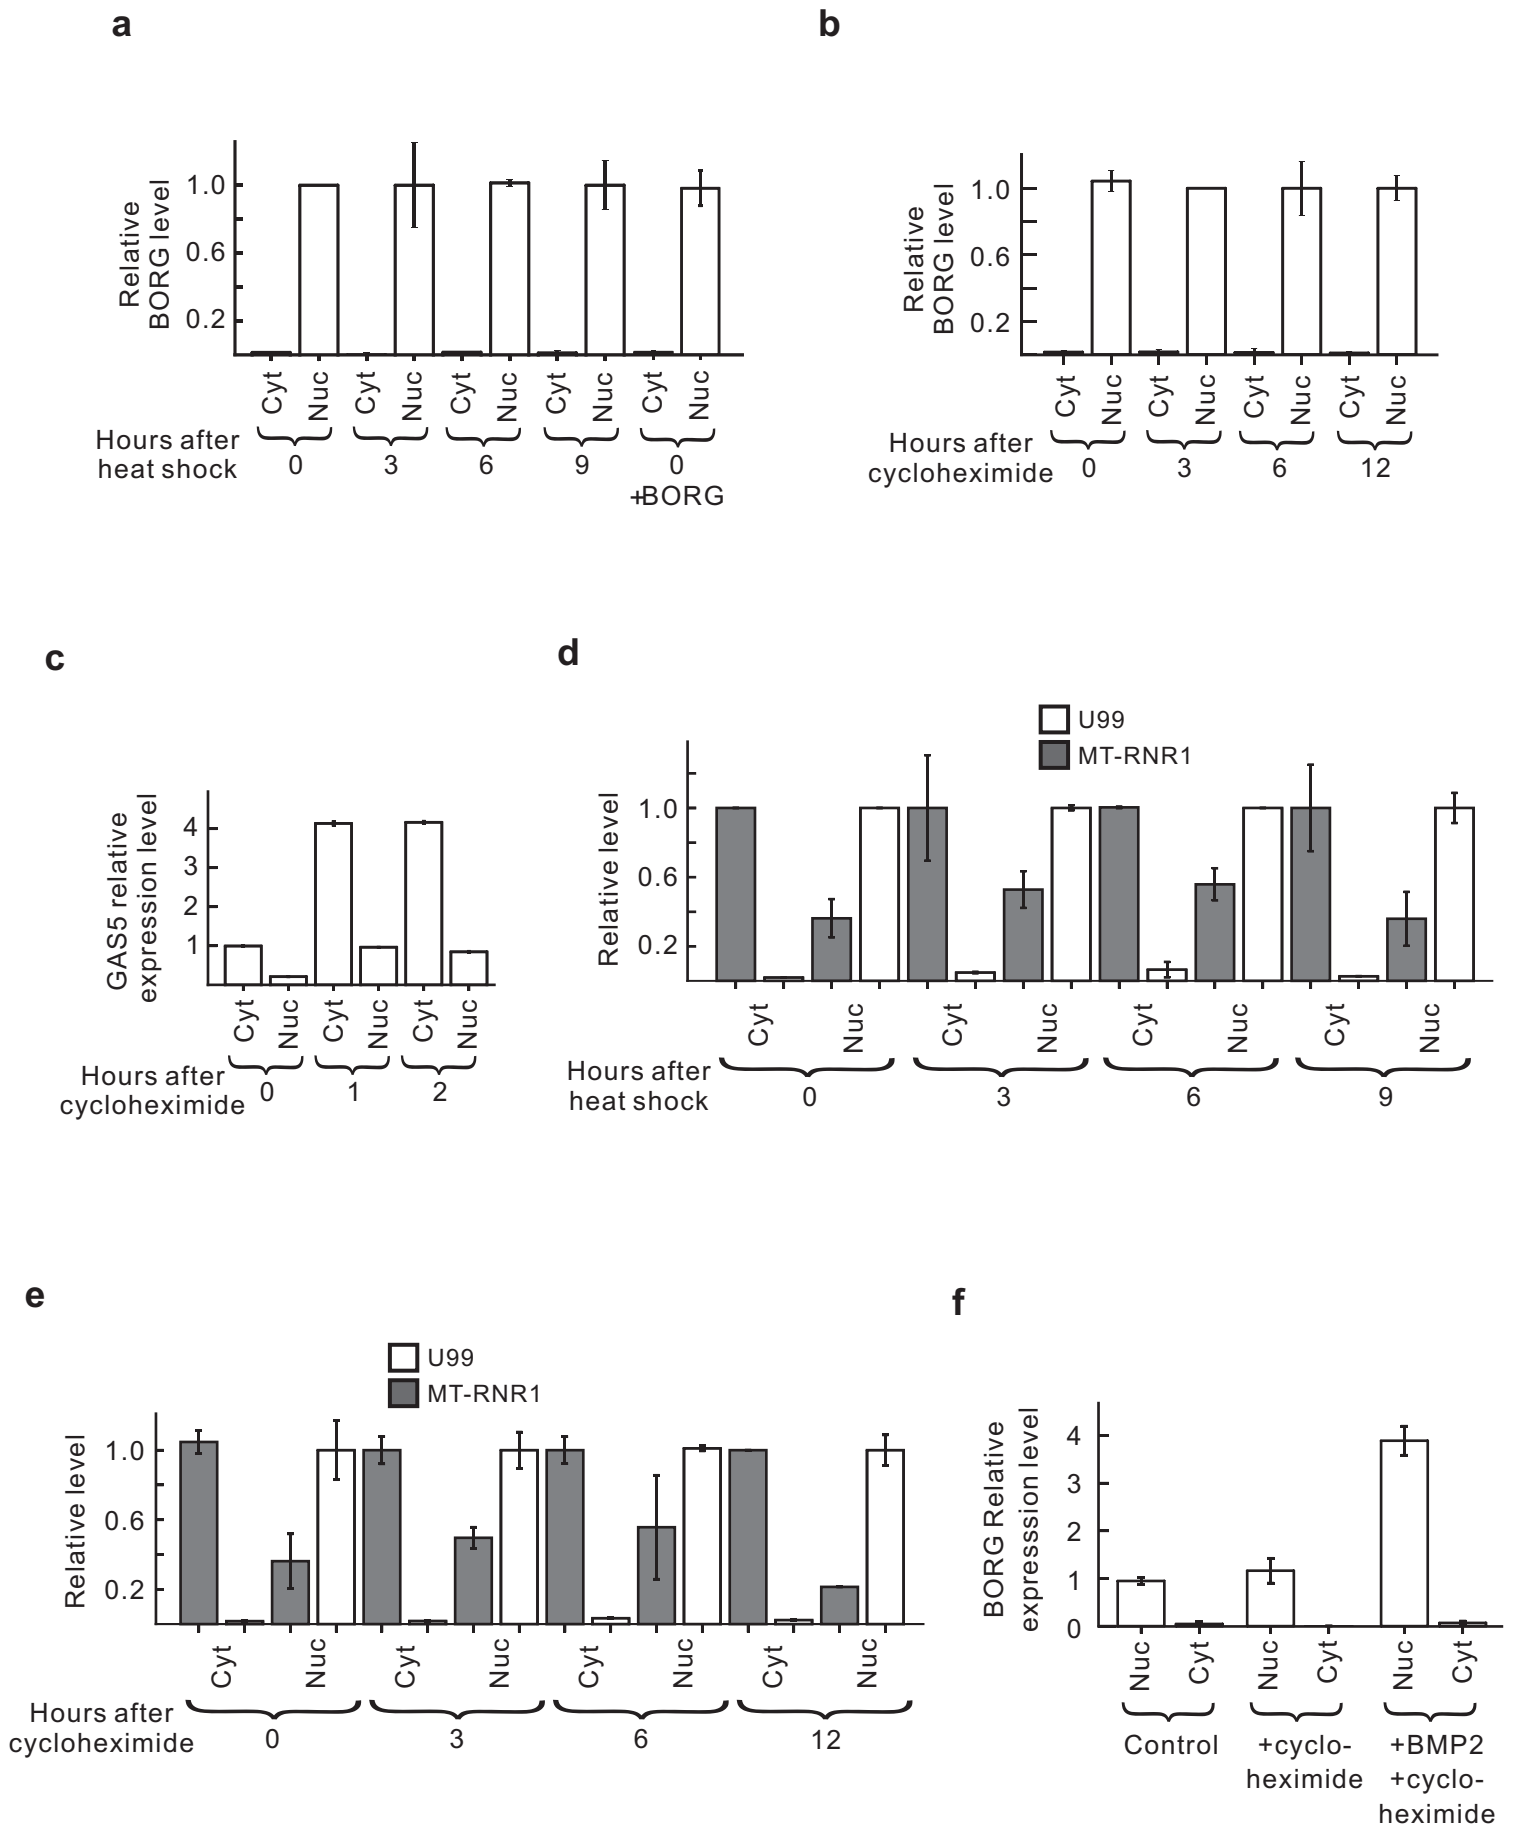 a
Relative
BORG level
1.0
0.6
0.2
Cyt Nuc Cyt Nuc Cyt Nuc Cyt Nuc Cyt Nuc
Hours after
heat shock
0 3 6 9 0
+BORG
b
Relative
BORG level
1.0
0.6
0.2
Cyt Nuc Cyt Nuc Cyt Nuc Cyt Nuc
Hours after
cycloheximide
0 3 6 12
c
GAS5 relative
expression level
4
3
2
1
Cyt Nuc Cyt Nuc Cyt Nuc
Hours after
cycloheximide
0 1 2
d
U99
MT-RNR1
Relative level
1.0
0.6
0.2
Cyt Nuc Cyt Nuc Cyt Nuc Cyt Nuc
Hours after
heat shock
0 3 6 9
e
U99
MT-RNR1
Relative level
1.0
0.6
0.2
Cyt Nuc Cyt Nuc Cyt Nuc Cyt Nuc
Hours after
cycloheximide
0 3 6 12
f
BORG Relative
expresssion level
4
3
2
1
0
Nuc Cyt Nuc Cyt Nuc Cyt
Control
+cyclo-
heximide
+BMP2
+cyclo-
heximide